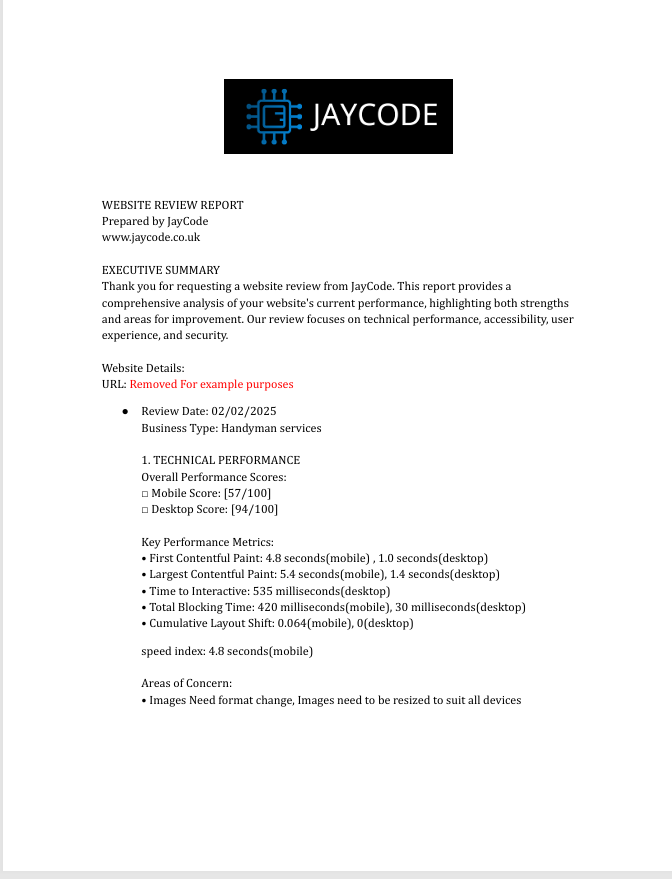 JAYCODE
WEBSITE REVIEW REPORT
Prepared by JayCode
www.jaycode.co.uk
EXECUTIVE SUMMARY
Thank you for requesting a website review from JayCode. This report provides a
comprehensive analysis of your website's current performance, highlighting both strengths
and areas for improvement. Our review focuses on technical performance, accessibility, user
experience, and security.
Website Details:
URL: Removed For example purposes
● Review Date: 02/02/2025
Business Type: Handyman services
1. TECHNICAL PERFORMANCE
Overall Performance Scores:
□ Mobile Score: [57/100]
□ Desktop Score: [94/100]
Key Performance Metrics:
• First Contentful Paint: 4.8 seconds(mobile) , 1.0 seconds(desktop)
• Largest Contentful Paint: 5.4 seconds(mobile), 1.4 seconds(desktop)
• Time to Interactive: 535 milliseconds(desktop)
• Total Blocking Time: 420 milliseconds(mobile), 30 milliseconds(desktop)
• Cumulative Layout Shift: 0.064(mobile), 0(desktop)
speed index: 4.8 seconds(mobile)
Areas of Concern:
• Images Need format change, Images need to be resized to suit all devices